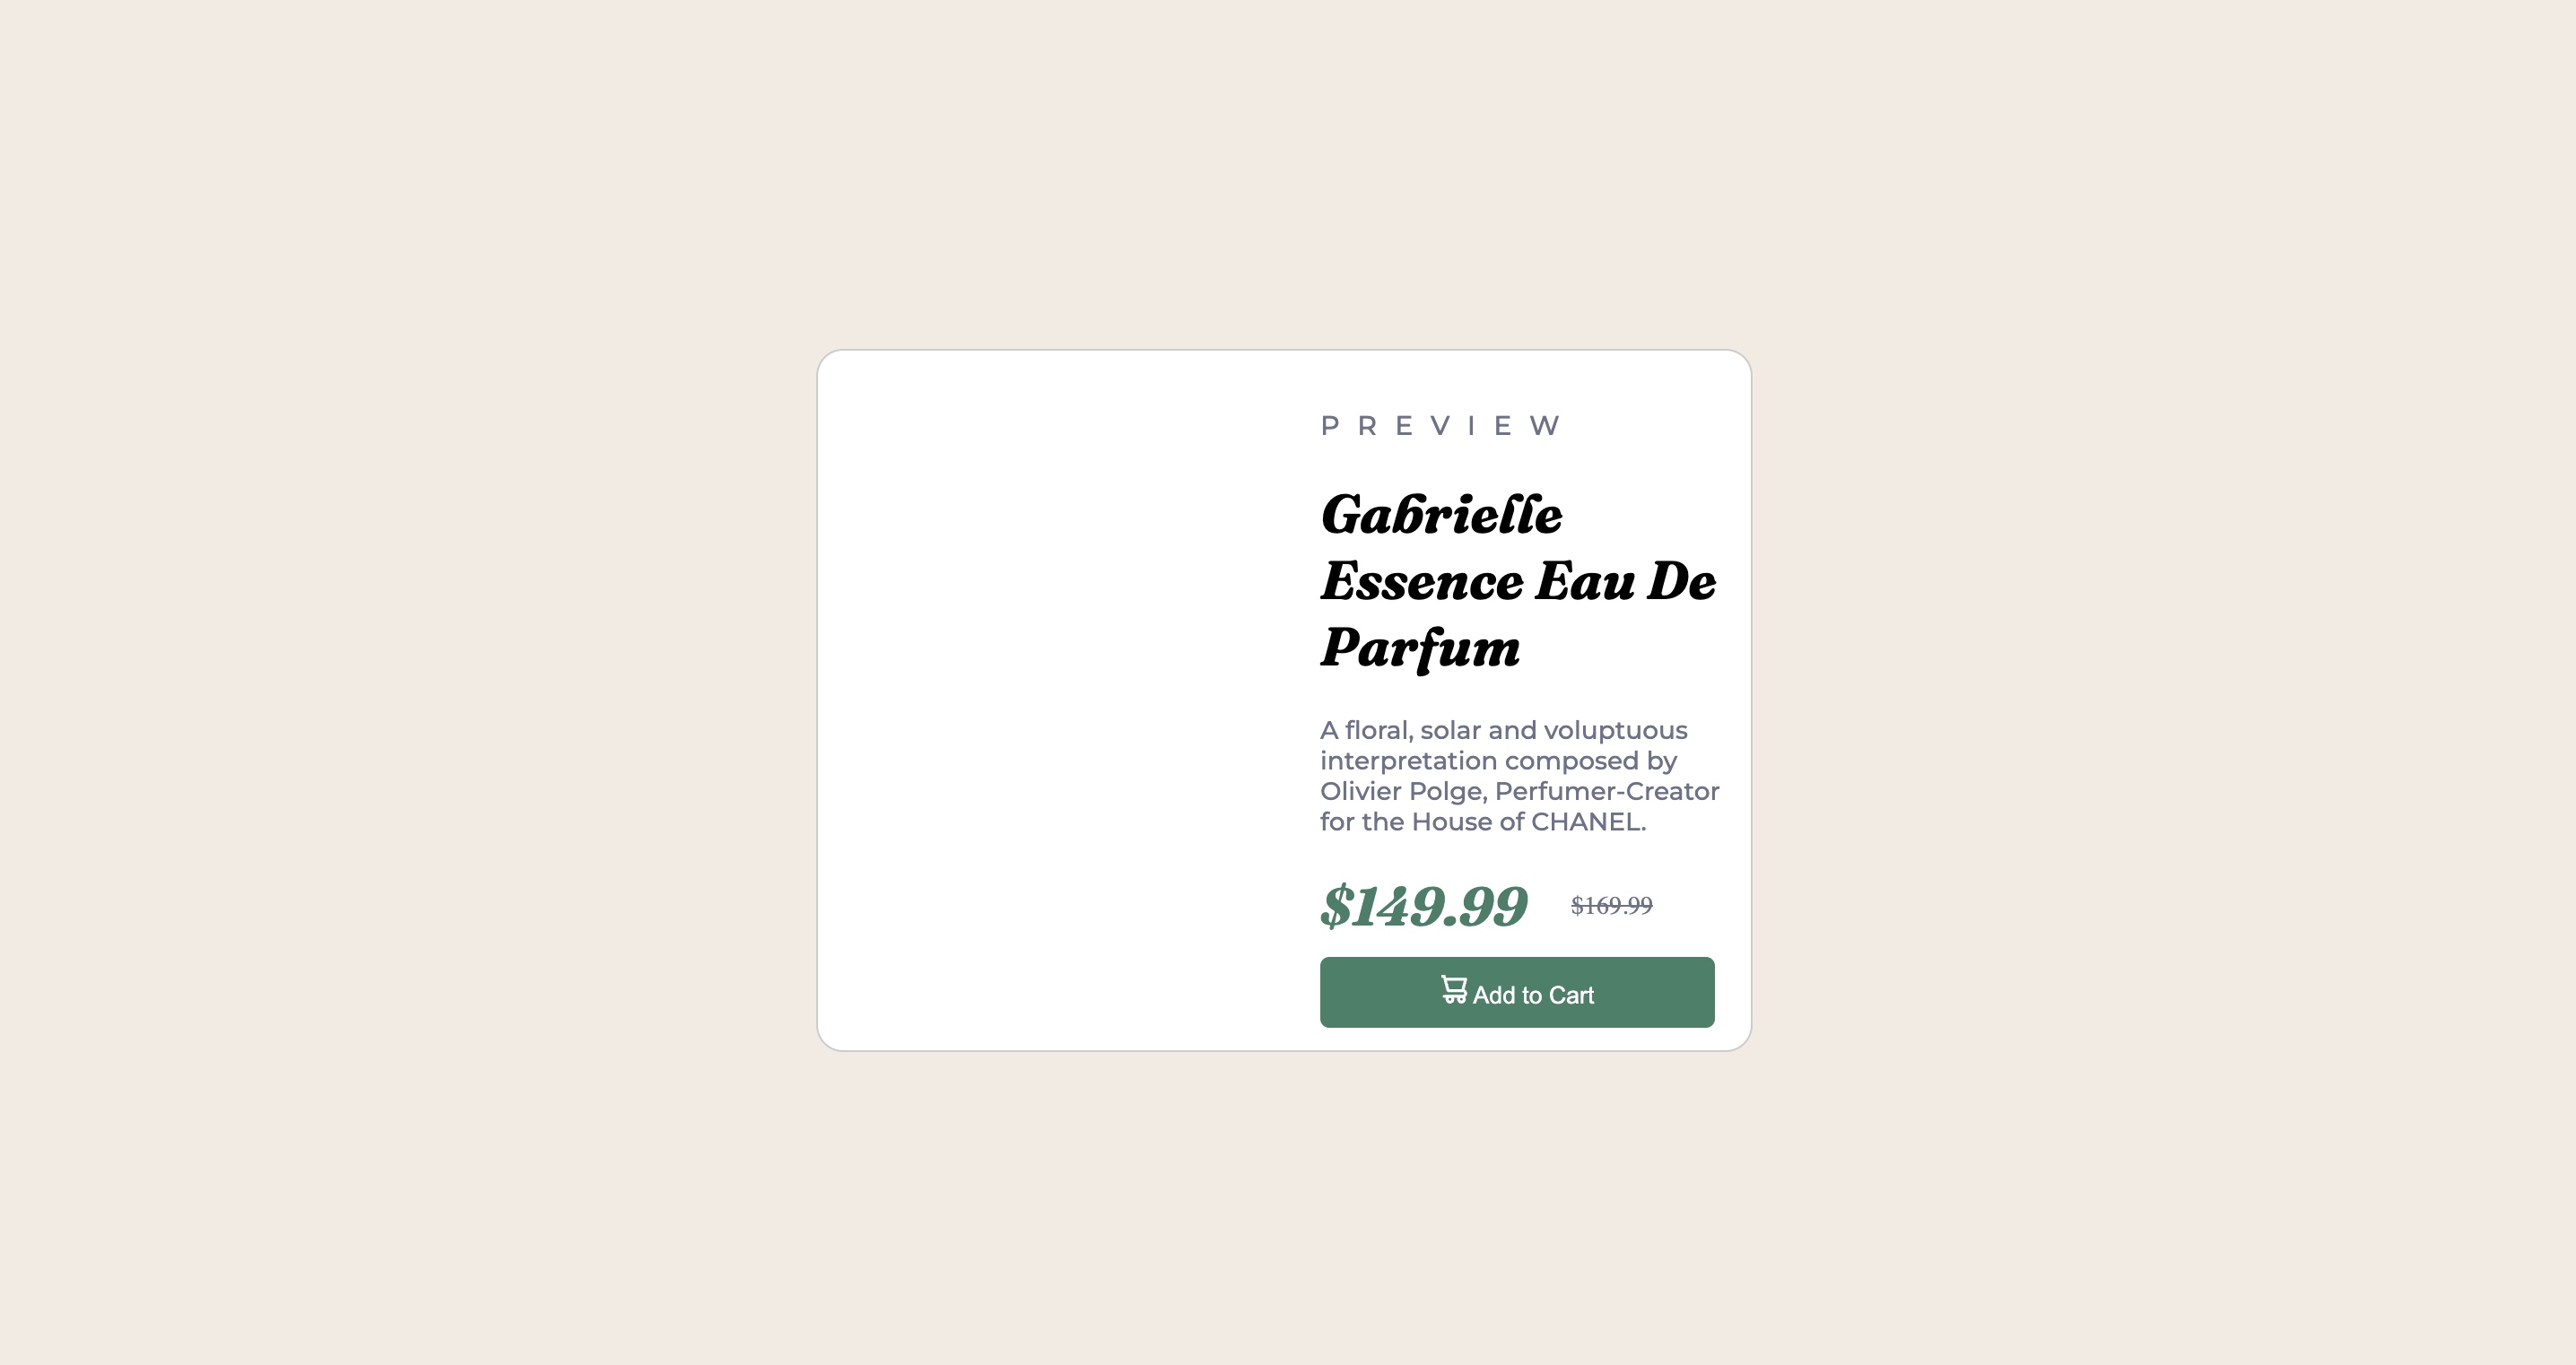 PREVIEW
Gabrielle
Essence Eau De
Parfum
A floral, solar and voluptuous
interpretation composed by
Olivier Polge, Perfumer-Creator
for the House of CHANEL.
$149.99 $169.99
Add to Cart